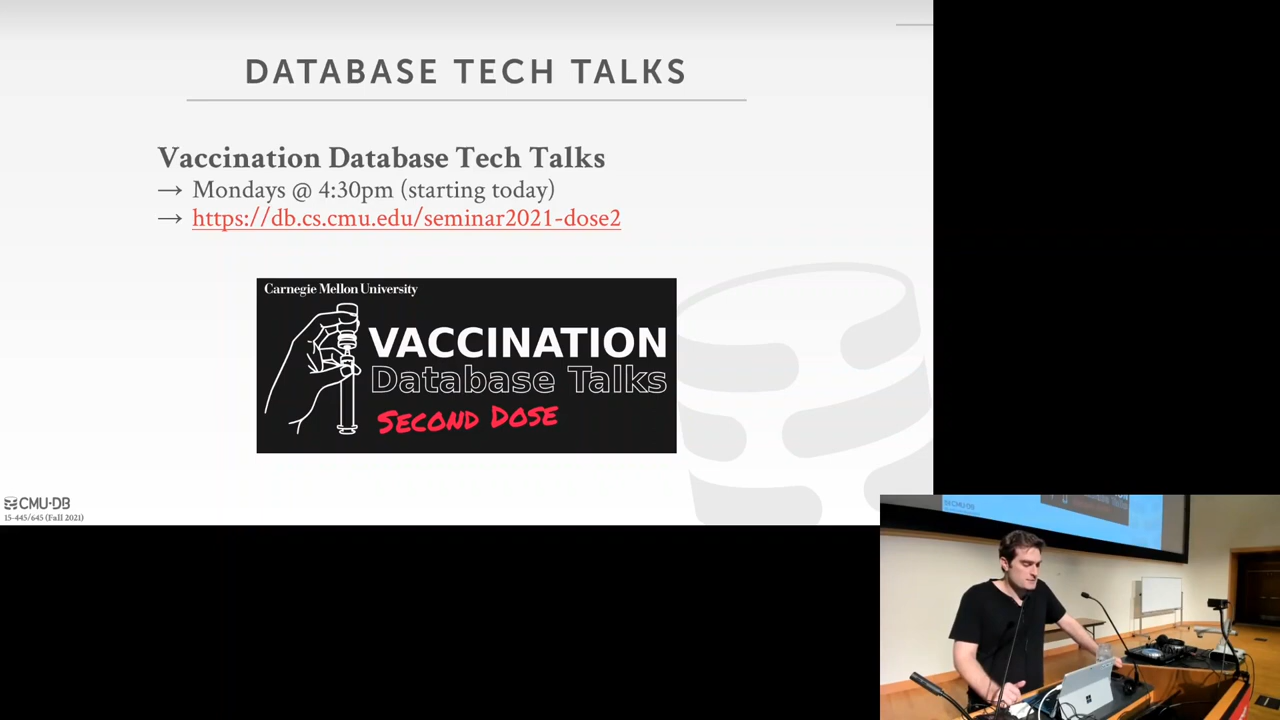 DATABASE TECH TALKS
Vaccination Database Tech Talks
→ Mondays @ 4:30pm (starting today)
→ https://db.cs.cmu.edu/seminar2021-dose2
Carnegie Mellon University
VACCINATION
Database Talks
SECOND DOSE
CMU·DB
15-445/645 (Fall 2021)